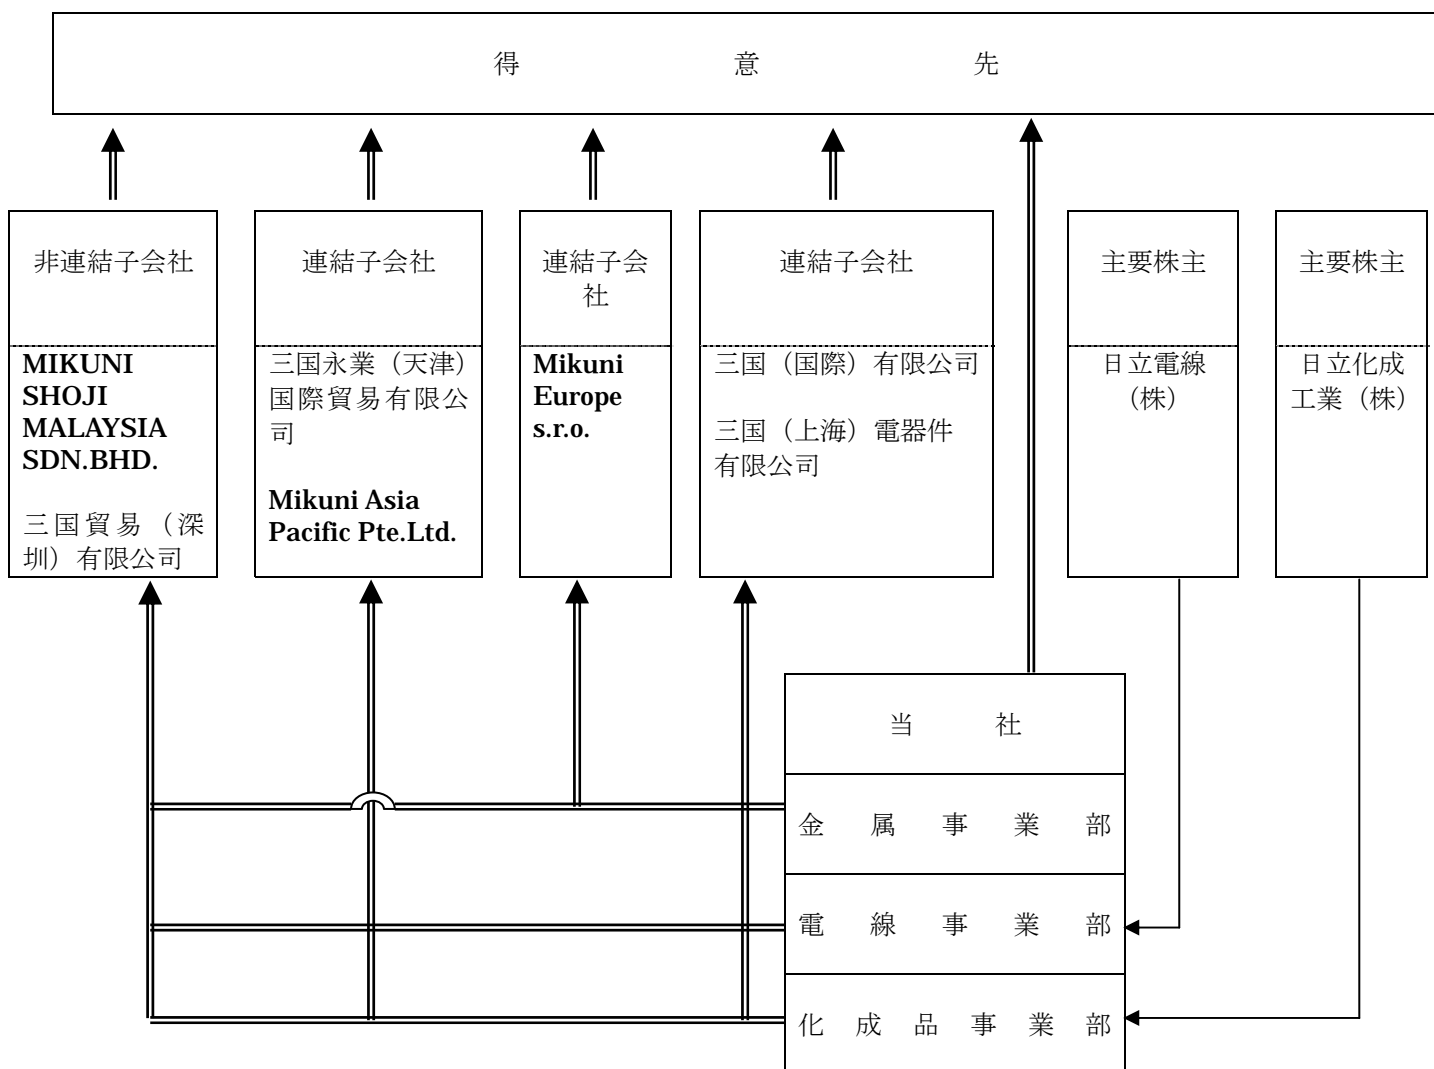 得意先
非連結子会社
MIKUNI
SHOJI
MALAYSIA
SDN.BHD.
三国貿易（深
圳）有限公司
連結子会社
三国永業（天津）
国際貿易有限公
司
Mikuni Asia
Pacific Pte.Ltd.
連結子会
社
Mikuni
Europe
s.r.o.
連結子会社
三国（国際）有限公司
三国（上海）電器件
有限公司
主要株主
日立電線
（株）
主要株主
日立化成
工業（株）
当社
金属事業部
電線事業部
化成品事業部